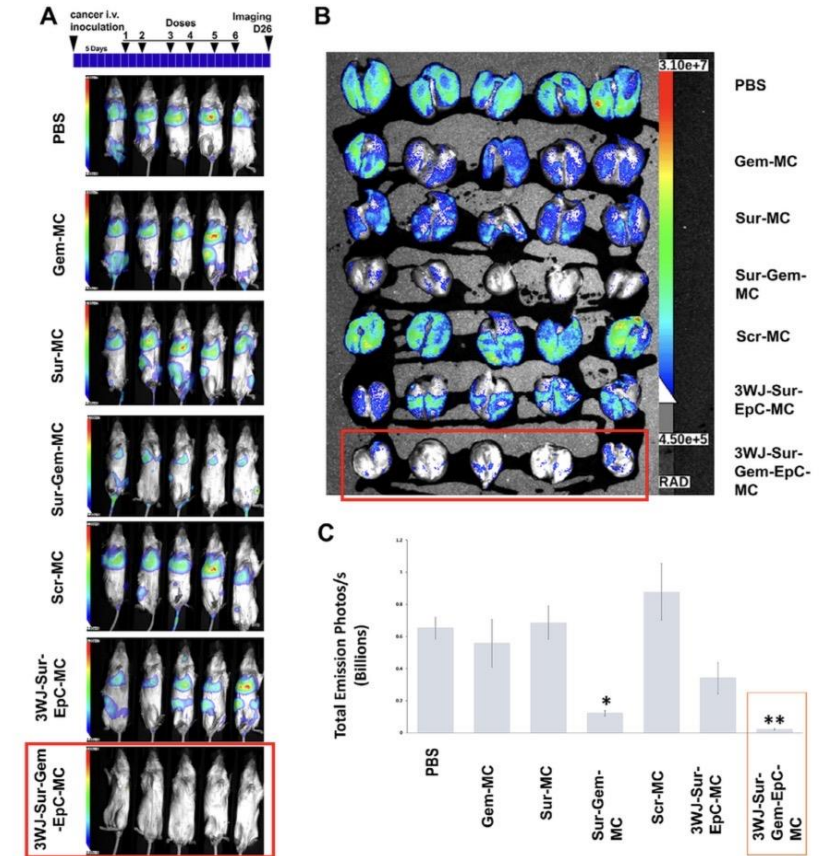 A
cancer i.v.
inoculation
Doses
Imaging
D26
1 2 3 4 5 6
5 Days
PBS
Gem-MC
Sur-MC
Sur-Gem-MC
Scr-MC
3WJ-Sur-
EpC-MC
3WJ-Sur-Gem
-EpC-MC
B
3.10e+7
4.50e+5
RAD
PBS
Gem-MC
Sur-MC
Sur-Gem-
MC
Scr-MC
3WJ-Sur-
EpC-MC
3WJ-Sur-
Gem-EpC-
MC
C
Total Emission Photos/s
(Billions)
1.2
1
0.8
0.6
0.4
0.2
0
*
**
PBS
Gem-MC
Sur-MC
Sur-Gem-
MC
Scr-MC
3WJ-Sur-
EpC-MC
3WJ-Sur-
Gem-EpC-
MC